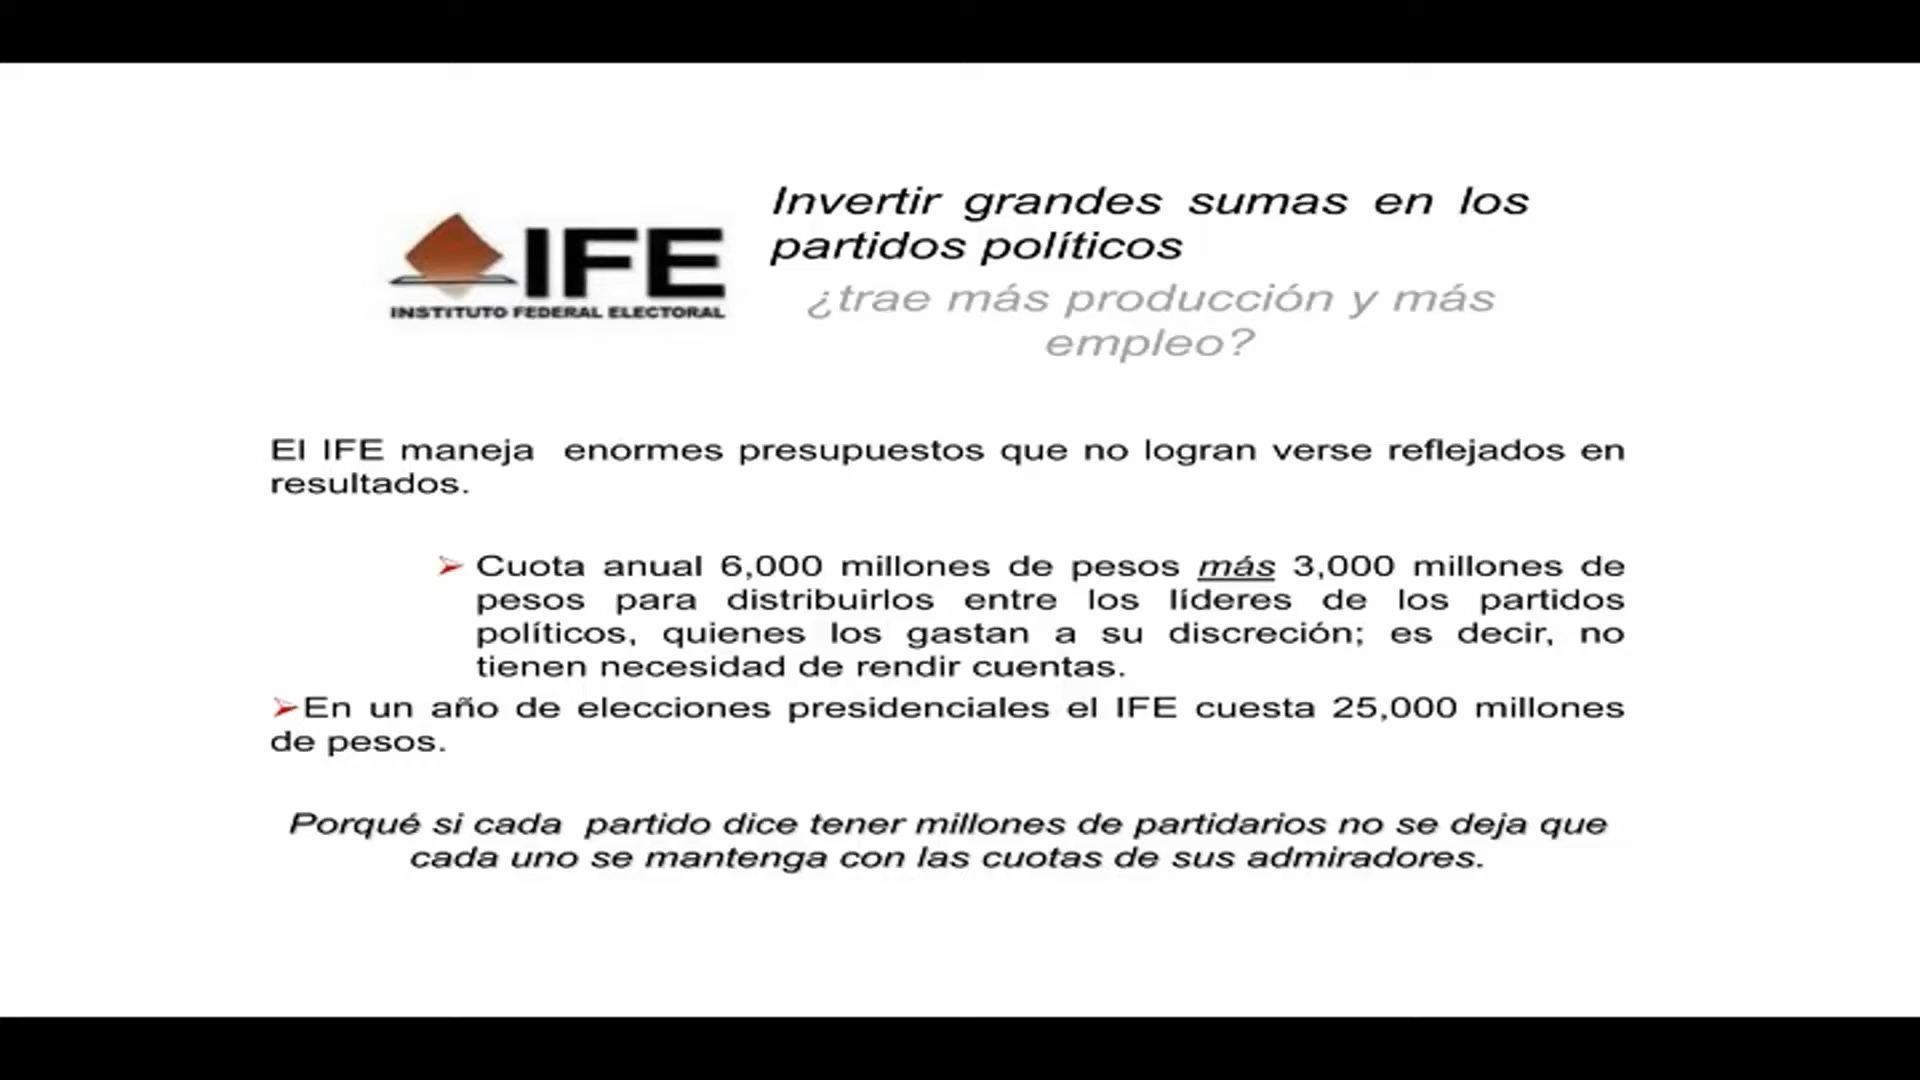 IFE
INSTITUTO FEDERAL ELECTORAL
Invertir grandes sumas en los
partidos políticos
¿trae más producción y más
empleo?
El IFE maneja enormes presupuestos que no logran verse reflejados en
resultados.
Cuota anual 6,000 millones de pesos más 3,000 millones de
pesos para distribuirlos entre los líderes de los partidos
políticos, quienes los gastan a su discreción; es decir, no
tienen necesidad de rendir cuentas.
En un año de elecciones presidenciales el IFE cuesta 25,000 millones
de pesos.
Porqué si cada partido dice tener millones de partidarios no se deja que
cada uno se mantenga con las cuotas de sus admiradores.